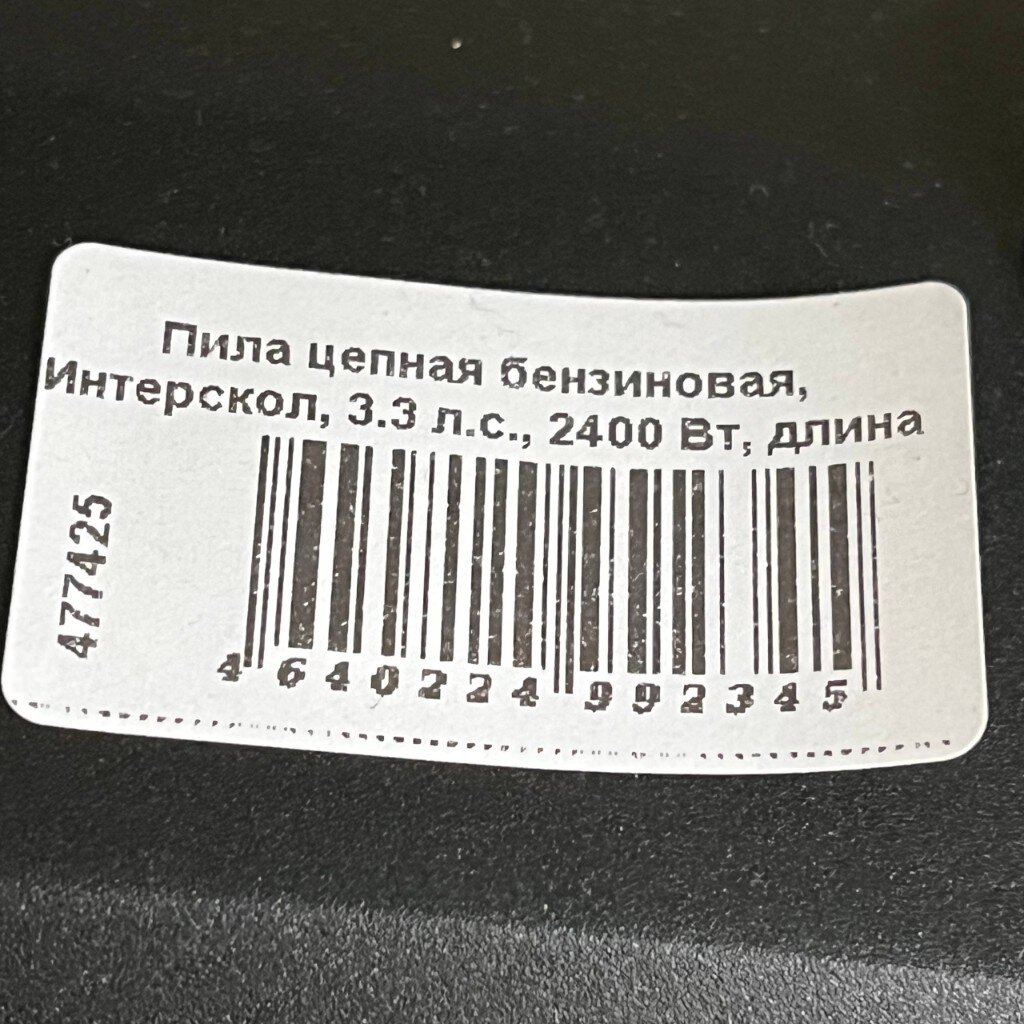 Пила цепная бензиновая,
Интерскол, 3.3 л.с., 2400 Вт, длина
477425
4 640224 992345